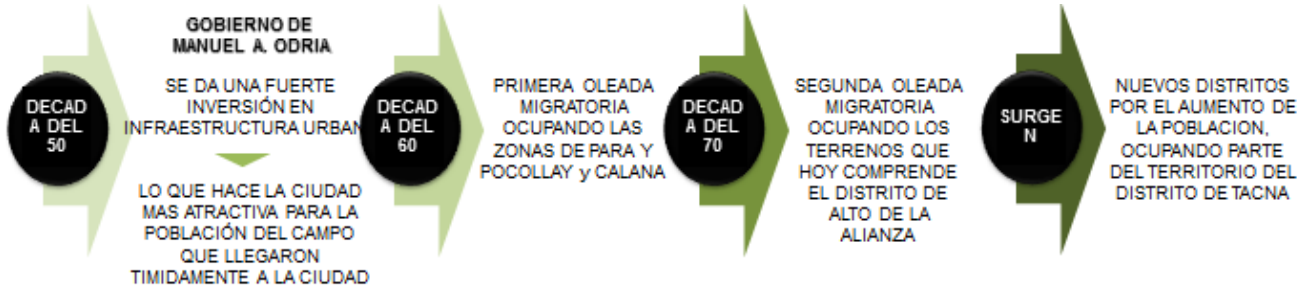 DECAD
A DEL
50
GOBIERNO DE
MANUEL A. ODRIA
SE DA UNA FUERTE
INVERSIÓN EN
INFRAESTRUCTURA URBAN
LO QUE HACE LA CIUDAD
MAS ATRACTIVA PARA LA
POBLACIÓN DEL CAMPO
QUE LLEGARON
TIMIDAMENTE A LA CIUDAD
DECAD
A DEL
60
PRIMERA OLEADA
MIGRATORIA
OCUPANDO LAS
ZONAS DE PARA Y
POCOLLAY y CALANA
DECAD
A DEL
70
SEGUNDA OLEADA
MIGRATORIA
OCUPANDO LOS
TERRENOS QUE
HOY COMPRENDE
EL DISTRITO DE
ALTO DE LA
ALIANZA
SURGE
N
NUEVOS DISTRITOS
POR EL AUMENTO DE
LA POBLACION,
OCUPANDO PARTE
DEL TERRITORIO DEL
DISTRITO DE TACNA